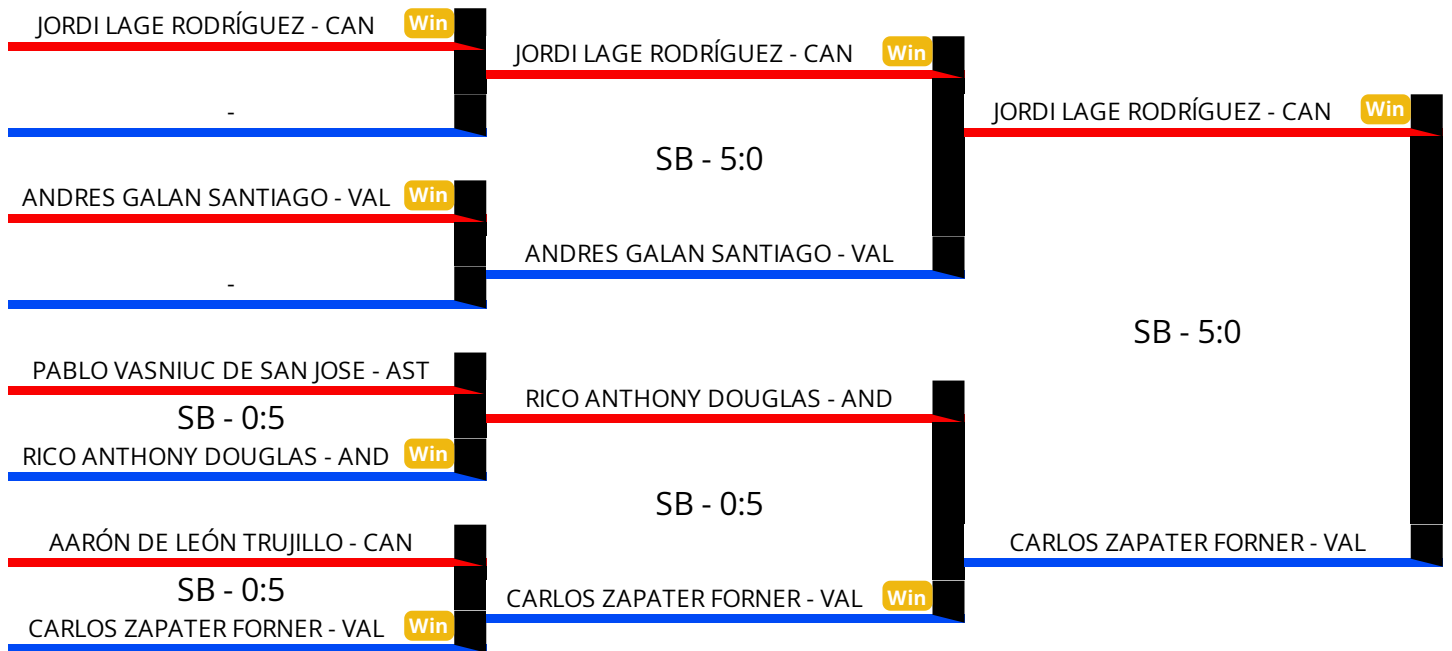 JORDI LAGE RODRÍGUEZ - CAN Win
-
ANDRES GALAN SANTIAGO - VAL Win
-
PABLO VASNIUC DE SAN JOSE - AST
SB - 0:5
RICO ANTHONY DOUGLAS - AND Win
AARÓN DE LEÓN TRUJILLO - CAN
SB - 0:5
CARLOS ZAPATER FORNER - VAL Win
JORDI LAGE RODRÍGUEZ - CAN Win
SB - 5:0
ANDRES GALAN SANTIAGO - VAL
RICO ANTHONY DOUGLAS - AND
SB - 0:5
CARLOS ZAPATER FORNER - VAL Win
JORDI LAGE RODRÍGUEZ - CAN Win
SB - 5:0
CARLOS ZAPATER FORNER - VAL